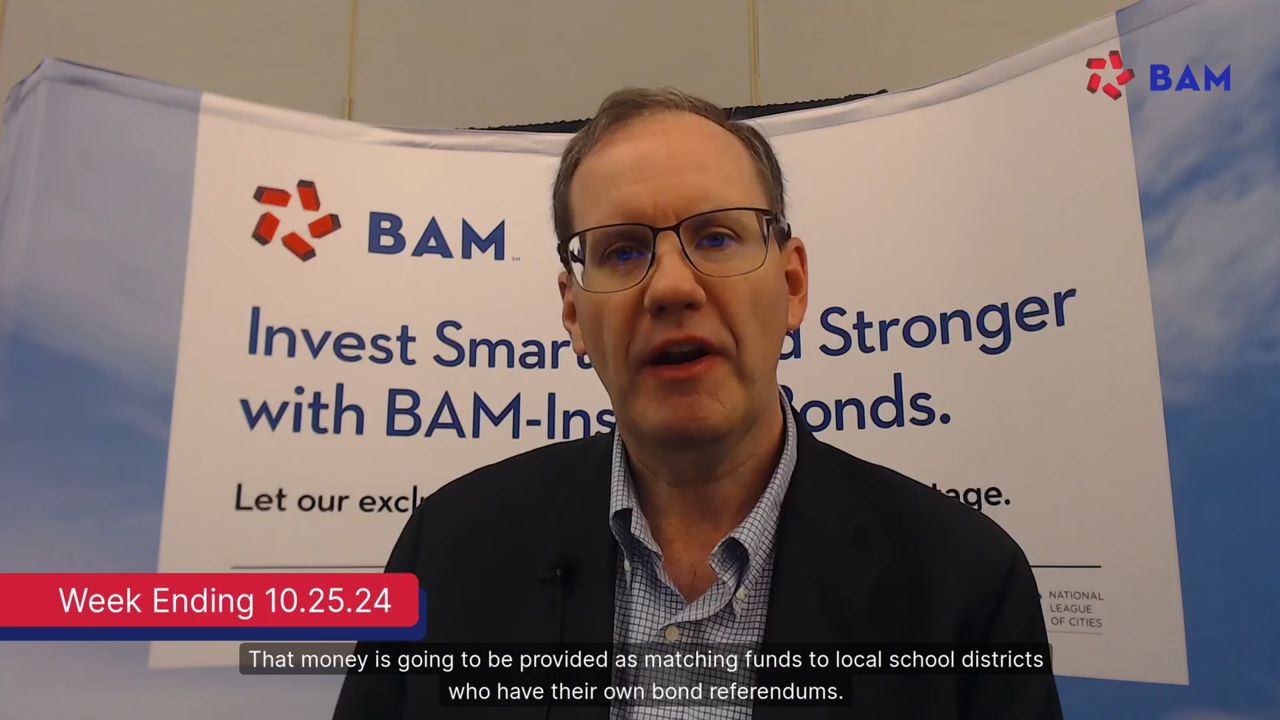 BAM
BAM
Invest Smar d Stronger
with BAM-Ins Bonds.
Let our excl tage.
NATIONAL
LEAGUE
OF CITIES
Week Ending 10.25.24
That money is going to be provided as matching funds to local school districts
who have their own bond referendums.